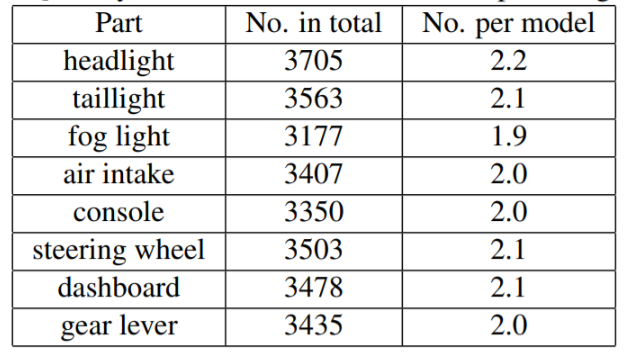 Part No. in total No. per model
headlight 3705 2.2
taillight 3563 2.1
fog light 3177 1.9
air intake 3407 2.0
console 3350 2.0
steering wheel 3503 2.1
dashboard 3478 2.1
gear lever 3435 2.0